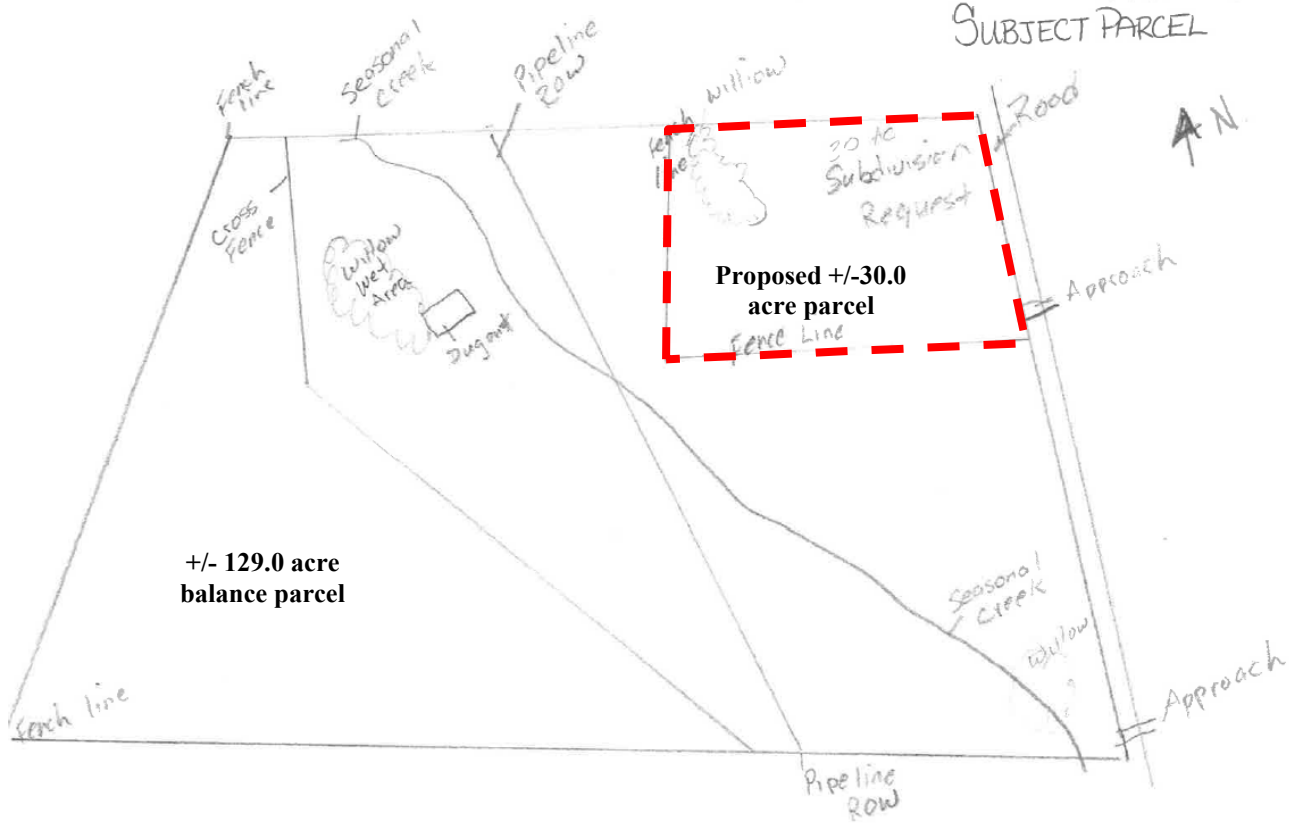 SUBJECT PARCEL
Fench
line
Seasonal
Creek
Pipeline
ROW
williow
Road
N
Fench
line
30 Ac
Subdivision
Request
Cross
Fence
Willow
Wet
Area
Dugout
Proposed +/-30.0
acre parcel
Approach
Fence Line
+/- 129.0 acre
balance parcel
Seasonal
Creek
Willow
Approach
Fench line
Pipeline
ROW